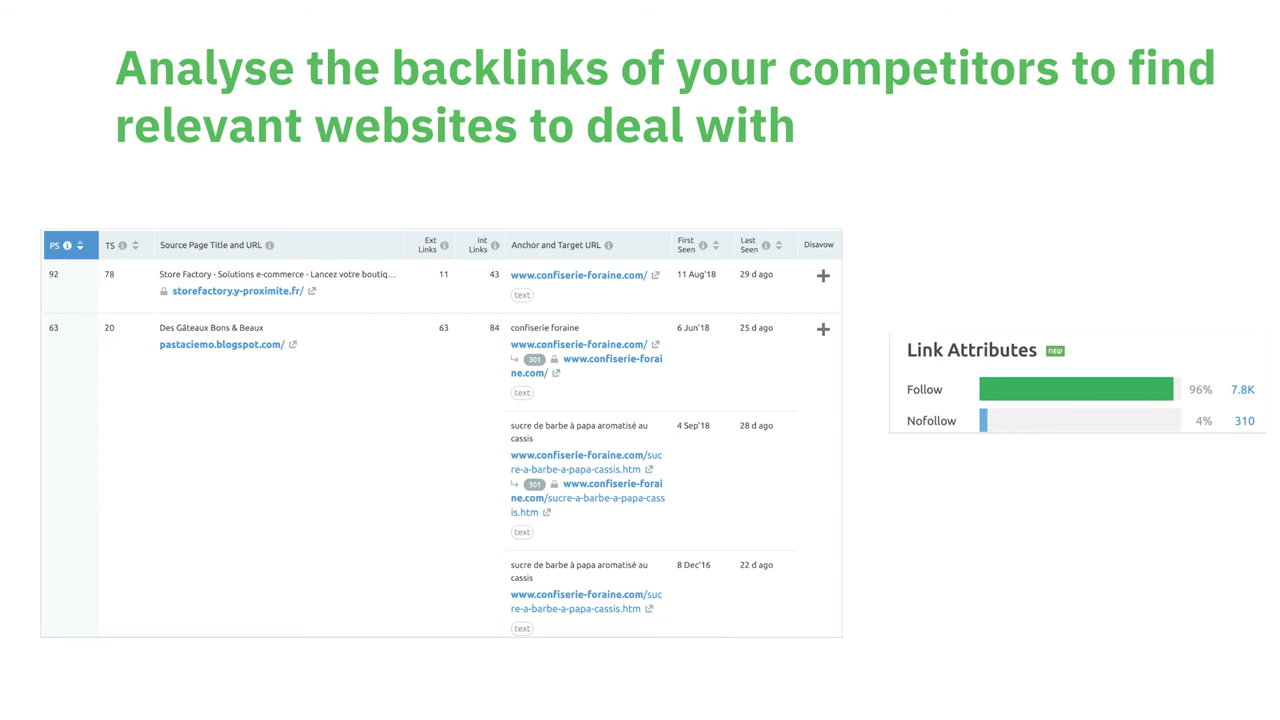 Analyse the backlinks of your competitors to find
relevant websites to deal with
PS TS Source Page Title and URL Ext Links Int Links Anchor and Target URL First Seen Last Seen Disavow
92 78 Store Factory - Solutions e-commerce - Lancez votre boutiq... 11 43 www.confiserie-foraine.com/ 11 Aug'18 29 d ago
storefactory.y-proximite.fr/
text
63 20 Des Gâteaux Bons & Beaux 63 84 confiserie foraine 6 Jun'18 25 d ago
pastaciemo.blogspot.com/ www.confiserie-foraine.com/
301 www.confiserie-forai
ne.com/
text
sucre de barbe à papa aromatisé au 4 Sep'18 28 d ago
cassis
www.confiserie-foraine.com/suc
re-a-barbe-a-papa-cassis.htm
301 www.confiserie-forai
ne.com/sucre-a-barbe-a-papa-cass
is.htm
text
sucre de barbe à papa aromatisé au 8 Dec'16 22 d ago
cassis
www.confiserie-foraine.com/suc
re-a-barbe-a-papa-cassis.htm
text
Link Attributes new
Follow 96% 7.8K
Nofollow 4% 310